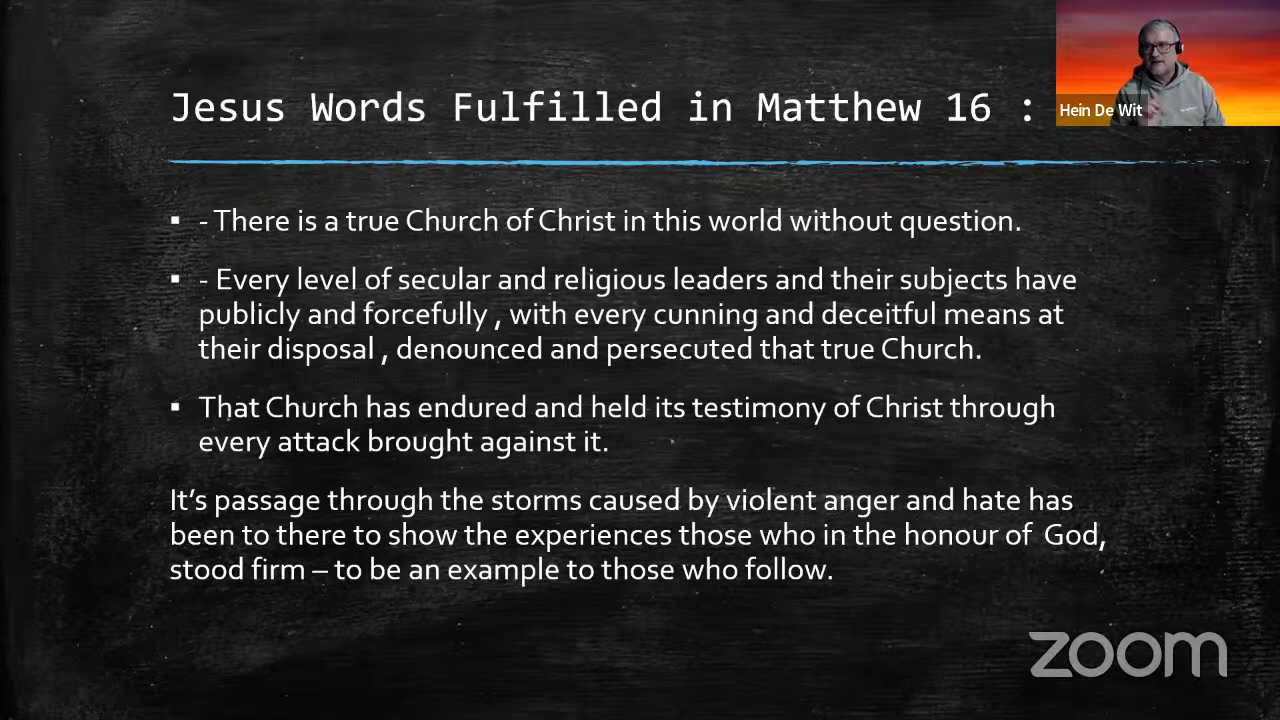 Jesus Words Fulfilled in Matthew 16 :
Hein De Wit
▪ - There is a true Church of Christ in this world without question.
▪ - Every level of secular and religious leaders and their subjects have
publicly and forcefully , with every cunning and deceitful means at
their disposal , denounced and persecuted that true Church.
▪ That Church has endured and held its testimony of Christ through
every attack brought against it.
It’s passage through the storms caused by violent anger and hate has
been to there to show the experiences those who in the honour of God,
stood firm – to be an example to those who follow.
zoom